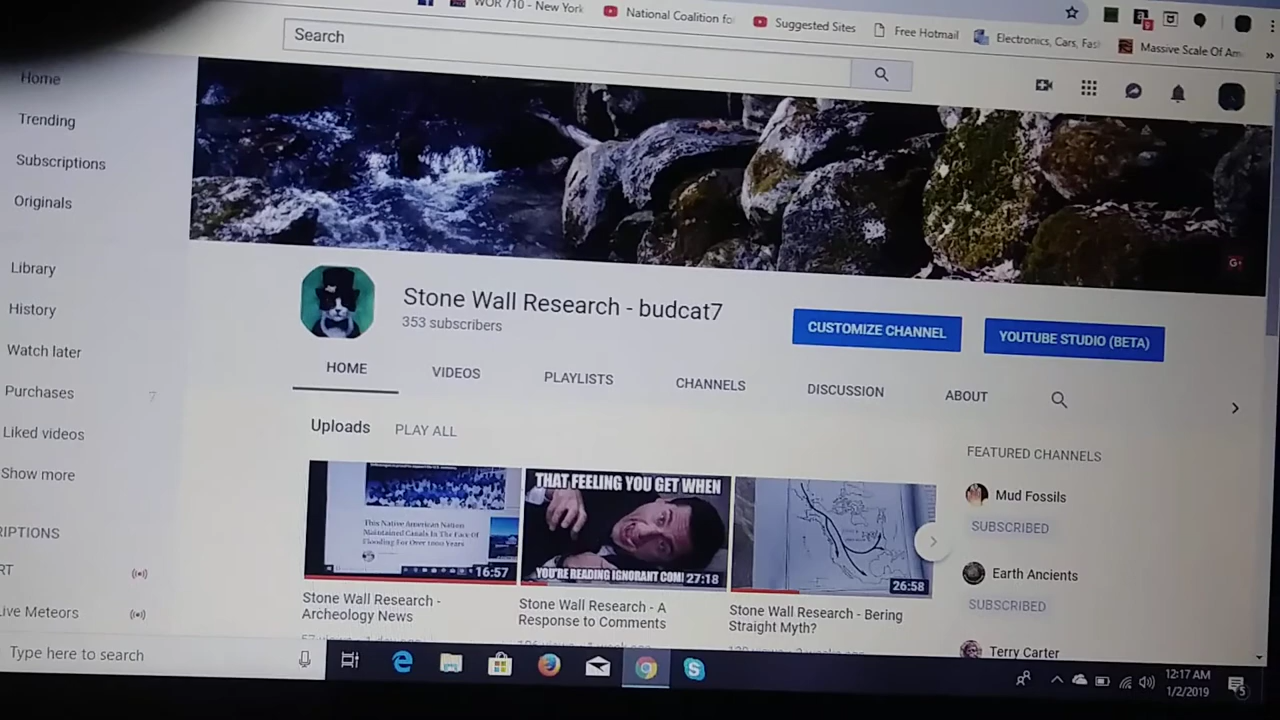 WOR 710 - New York
National Coalition fo
Suggested Sites
Free Hotmail
Electronics, Cars, Fas
Massive Scale Of Am
Search
Home
Trending
Subscriptions
Originals
Library
History
Watch later
Purchases 7
Liked videos
Show more
Stone Wall Research - budcat7
353 subscribers
CUSTOMIZE CHANNEL
YOUTUBE STUDIO (BETA)
HOME
VIDEOS
PLAYLISTS
CHANNELS
DISCUSSION
ABOUT
Uploads PLAY ALL
This Native American Nation
Maintained Canals In The Face Of
Flooding For Over 1000 Years
16:57
Stone Wall Research -
Archeology News
THAT FEELING YOU GET WHEN
YOU'RE READING IGNORANT COM
27:18
Stone Wall Research - A
Response to Comments
26:58
Stone Wall Research - Bering
Straight Myth?
FEATURED CHANNELS
Mud Fossils
SUBSCRIBED
Earth Ancients
SUBSCRIBED
Terry Carter
RIPTIONS
RT
Live Meteors
G+
Type here to search
12:17 AM
1/2/2019
5